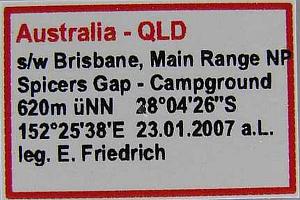 Australia - QLD
s/w Brisbane, Main Range NP
Spicers Gap - Campground
620m üNN 28°04'26"S
152°25'38'E 23.01.2007 a.L.
leg. E. Friedrich